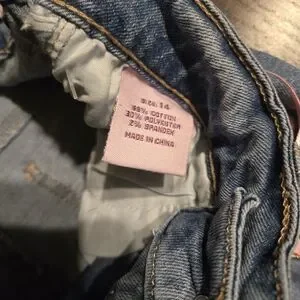 SIZE: 14
68% COTTON
30% POLYESTER
2% SPANDEX
MADE IN CHINA